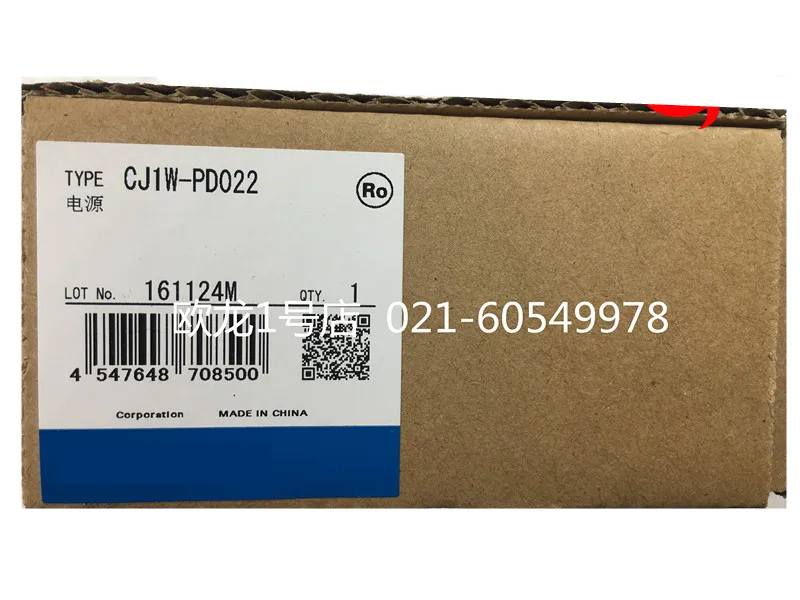 TYPE CJ1W-PD022
电源
Ro
LOT No. 161124M QTY. 1
欧龙1号店 021-60549978
4 547648 708500
Corporation MADE IN CHINA